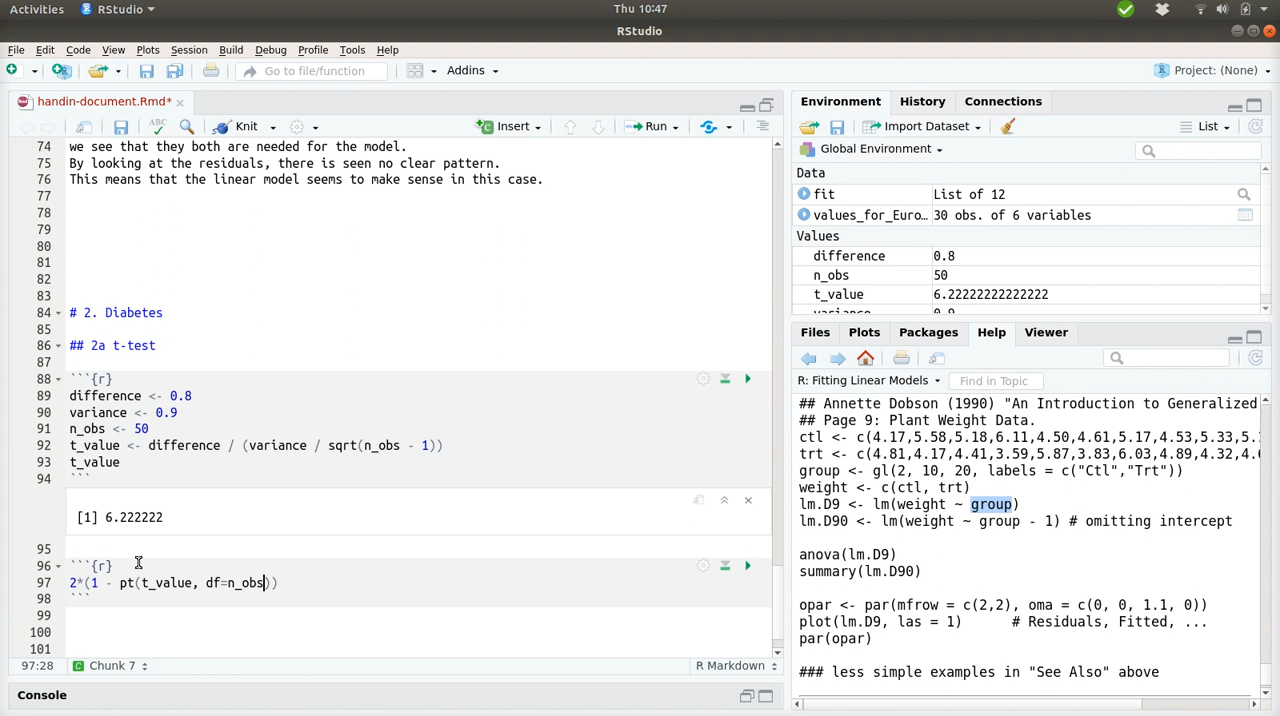 Activities RStudio Thu 10:47
RStudio
File Edit Code View Plots Session Build Debug Profile Tools Help
Go to file/function Addins Project: (None)
handin-document.Rmd*
ABC Knit Insert Run
74 we see that they both are needed for the model.
75 By looking at the residuals, there is seen no clear pattern.
76 This means that the linear model seems to make sense in this case.
77
78
79
80
81
82
83
84 # 2. Diabetes
85
86 ## 2a t-test
87
88 ```{r}
89 difference <- 0.8
90 variance <- 0.9
91 n_obs <- 50
92 t_value <- difference / (variance / sqrt(n_obs - 1))
93 t_value
94 ```
[1] 6.222222
95
96 ```{r}
97 2*(1 - pt(t_value, df=n_obs))
98 ```
99
100
101
97:28 Chunk 7 R Markdown
Console
Environment History Connections
Import Dataset List
Global Environment
Data
fit List of 12
values_for_Euro… 30 obs. of 6 variables
Values
difference 0.8
n_obs 50
t_value 6.22222222222222
variance 0.9
Files Plots Packages Help Viewer
R: Fitting Linear Models Find in Topic
## Annette Dobson (1990) "An Introduction to Generalized
## Page 9: Plant Weight Data.
ctl <- c(4.17,5.58,5.18,6.11,4.50,4.61,5.17,4.53,5.33,5.
trt <- c(4.81,4.17,4.41,3.59,5.87,3.83,6.03,4.89,4.32,4.
group <- gl(2, 10, 20, labels = c("Ctl","Trt"))
weight <- c(ctl, trt)
lm.D9 <- lm(weight ~ group)
lm.D90 <- lm(weight ~ group - 1) # omitting intercept
anova(lm.D9)
summary(lm.D90)
opar <- par(mfrow = c(2,2), oma = c(0, 0, 1.1, 0))
plot(lm.D9, las = 1) # Residuals, Fitted, ...
par(opar)
### less simple examples in "See Also" above